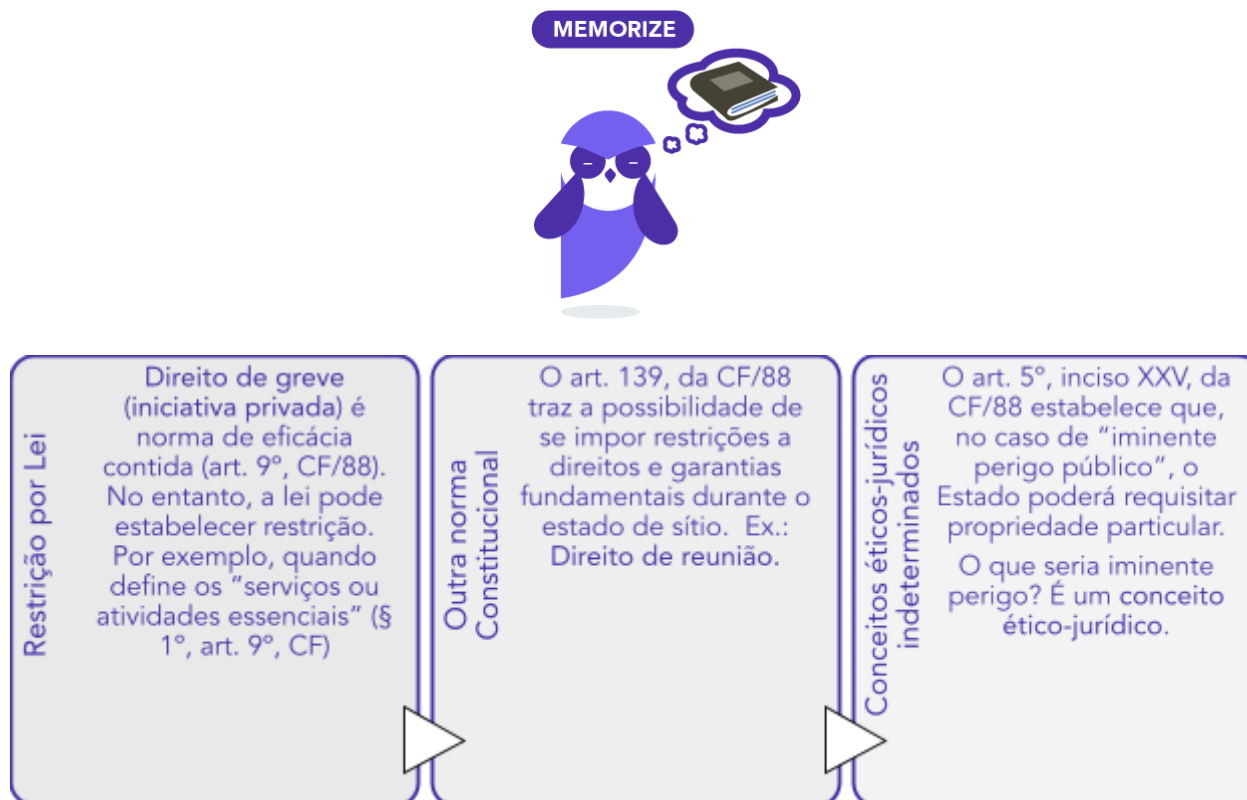 MEMORIZE
Restrição por Lei
Direito de greve
(iniciativa privada) é
norma de eficácia
contida (art. 9º, CF/88).
No entanto, a lei pode
estabelecer restrição.
Por exemplo, quando
define os “serviços ou
atividades essenciais” (§
1º, art. 9º, CF)
Outra norma
Constitucional
O art. 139, da CF/88
traz a possibilidade de
se impor restrições a
direitos e garantias
fundamentais durante o
estado de sítio. Ex.:
Direito de reunião.
Conceitos éticos-jurídicos
indeterminados
O art. 5º, inciso XXV, da
CF/88 estabelece que,
no caso de “iminente
perigo público”, o
Estado poderá requisitar
propriedade particular.
O que seria iminente
perigo? É um conceito
ético-jurídico.